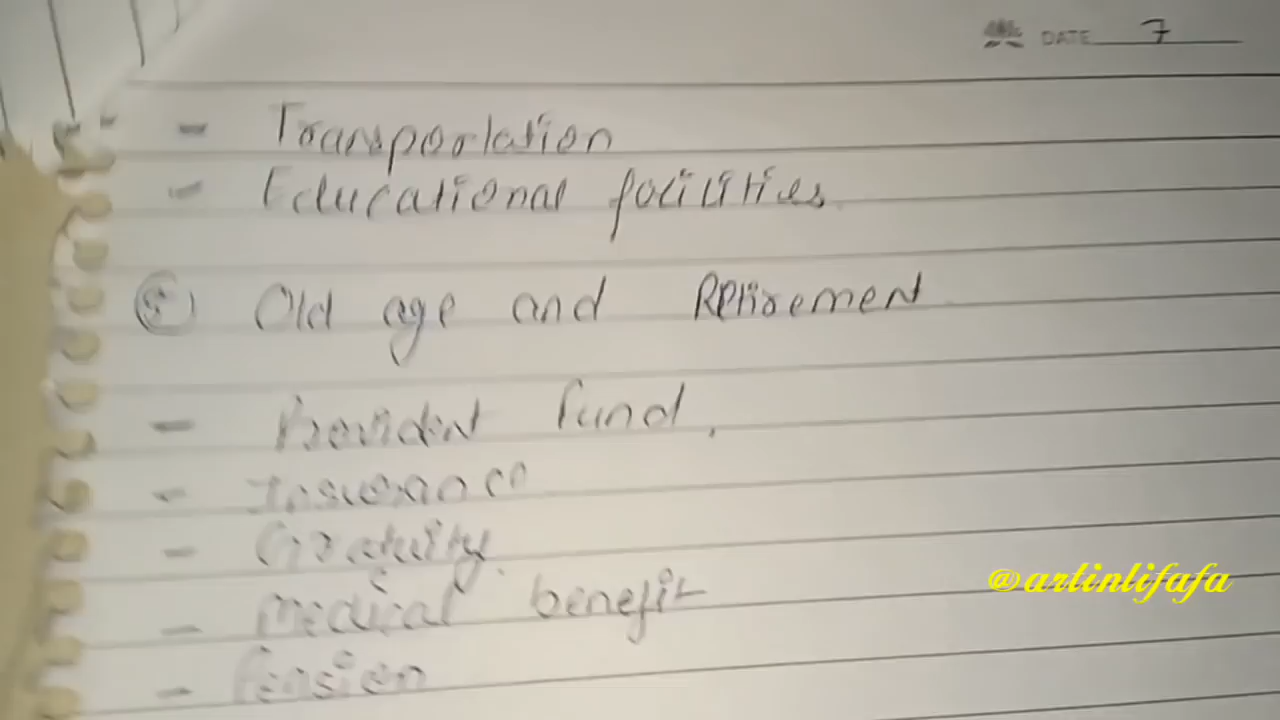 DATE 7
- Transportation
- Educational facilities
⑤ Old age and Retirement
- Provident Fund,
- Insurance
- Gratuity.
- Medical benefit
- Pension
@artinlifafa